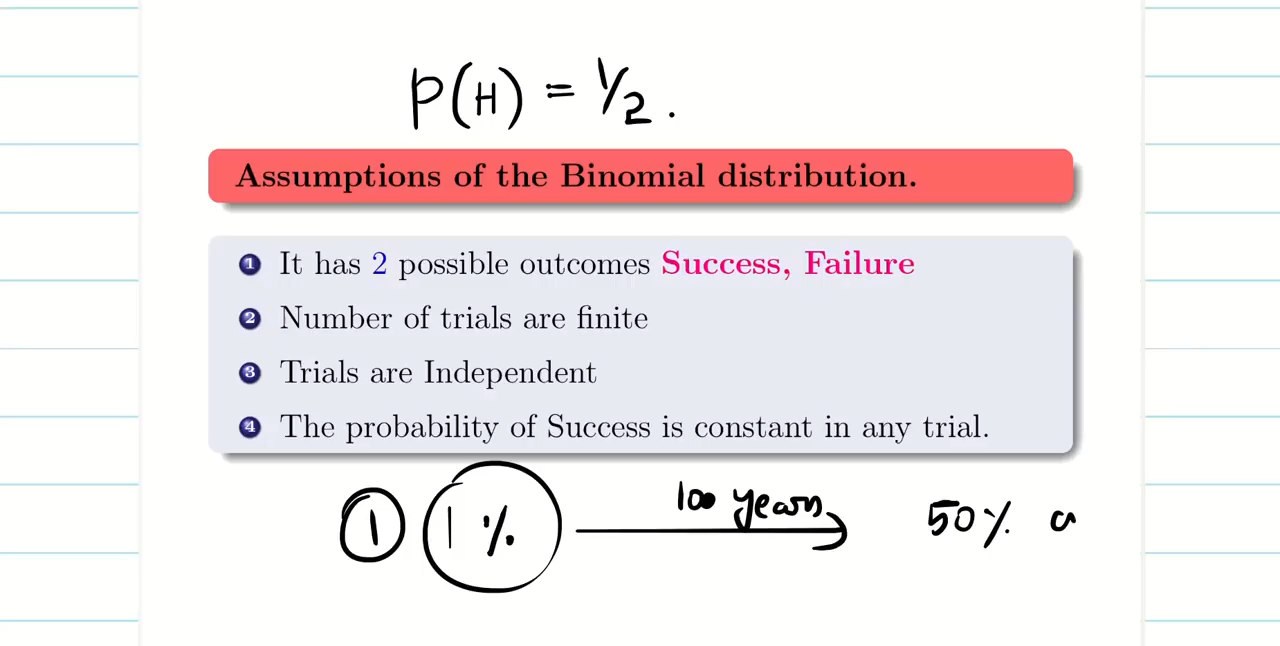 P(H) = 1/2.
Assumptions of the Binomial distribution.
1 It has 2 possible outcomes Success, Failure
2 Number of trials are finite
3 Trials are Independent
4 The probability of Success is constant in any trial.
1 1% 100 years 50%